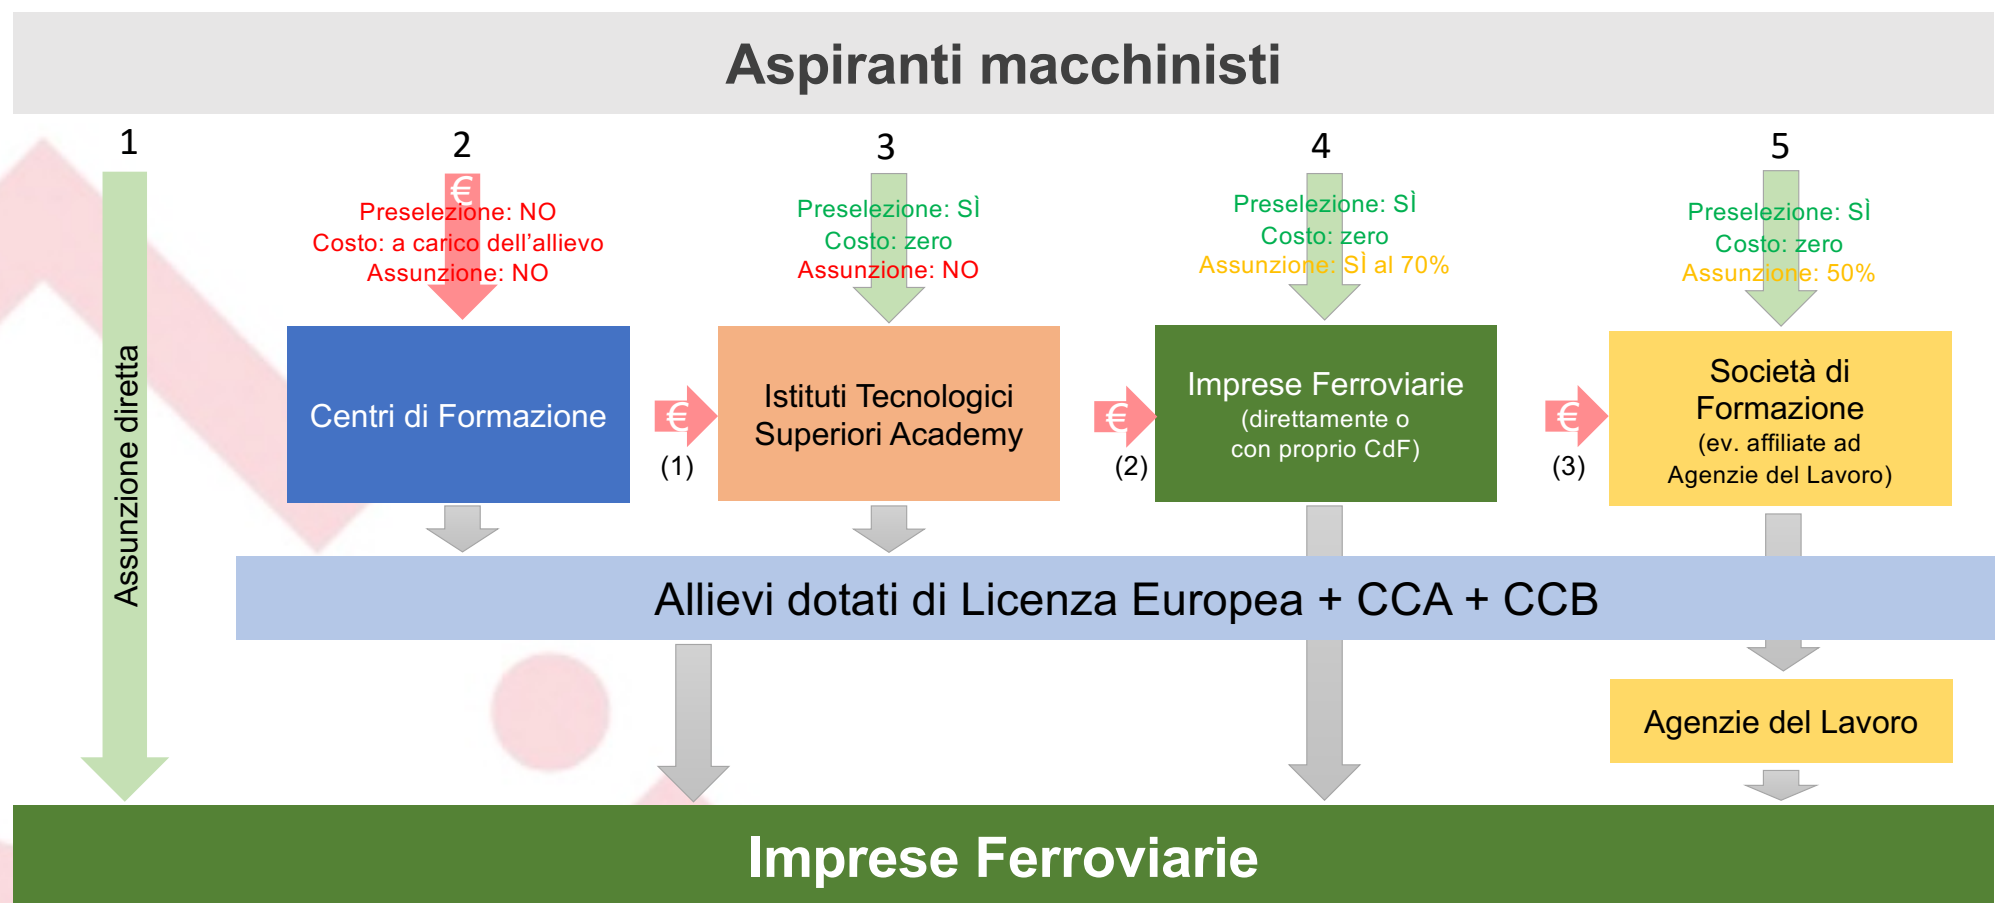 Aspiranti macchinisti
1
Assunzione diretta
2
€
Preselezione: NO
Costo: a carico dell'allievo
Assunzione: NO
Centri di Formazione
€
(1)
3
Preselezione: SÌ
Costo: zero
Assunzione: NO
Istituti Tecnologici
Superiori Academy
€
(2)
4
Preselezione: SÌ
Costo: zero
Assunzione: SÌ al 70%
Imprese Ferroviarie
(direttamente o
con proprio CdF)
€
(3)
5
Preselezione: SÌ
Costo: zero
Assunzione: 50%
Società di
Formazione
(ev. affiliate ad
Agenzie del Lavoro)
Allievi dotati di Licenza Europea + CCA + CCB
Agenzie del Lavoro
Imprese Ferroviarie